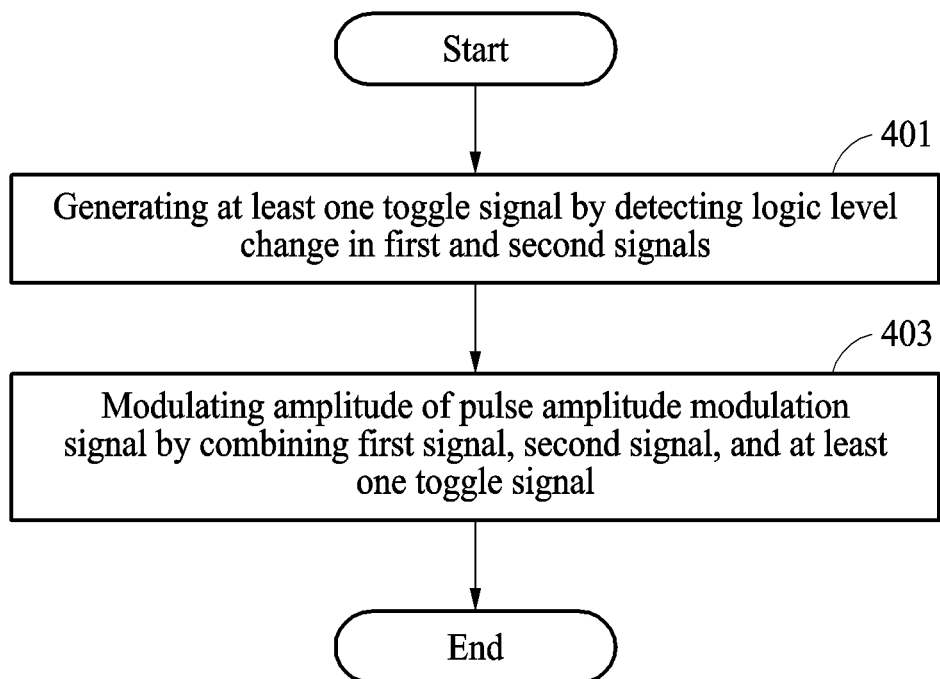 Start
401
Generating at least one toggle signal by detecting logic level
change in first and second signals
403
Modulating amplitude of pulse amplitude modulation
signal by combining first signal, second signal, and at least
one toggle signal
End